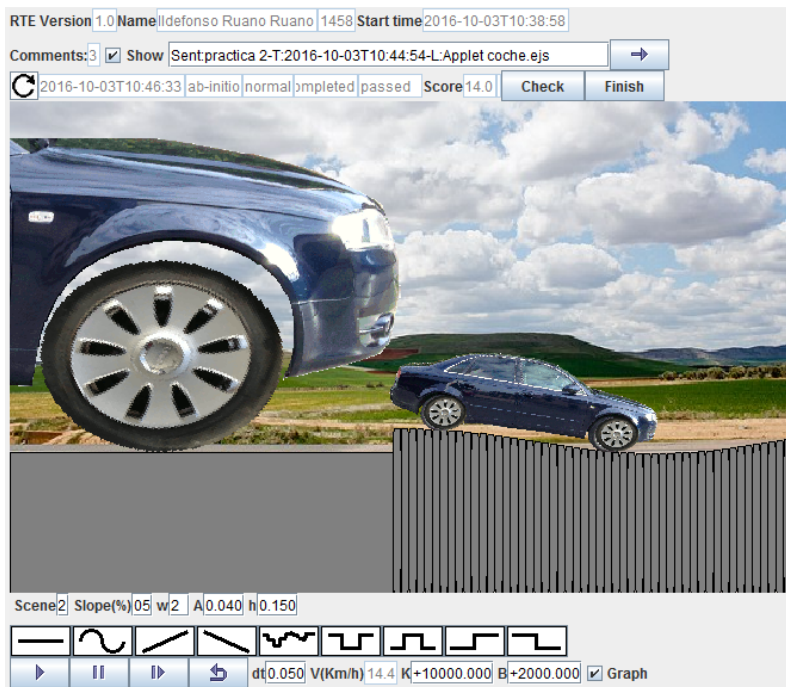 RTE Version 1.0 Name Ildefonso Ruano Ruano 1458 Start time 2016-10-03T10:38:58
Comments: 3 Show Sent:practica 2-T:2016-10-03T10:44:54-L:Applet coche.ejs
2016-10-03T10:46:33 ab-initio normal ompleted passed Score 14.0 Check Finish
Scene 2 Slope(%) 05 w 2 A 0.040 h 0.150
dt 0.050 V(Km/h) 14.4 K +10000.000 B +2000.000 Graph